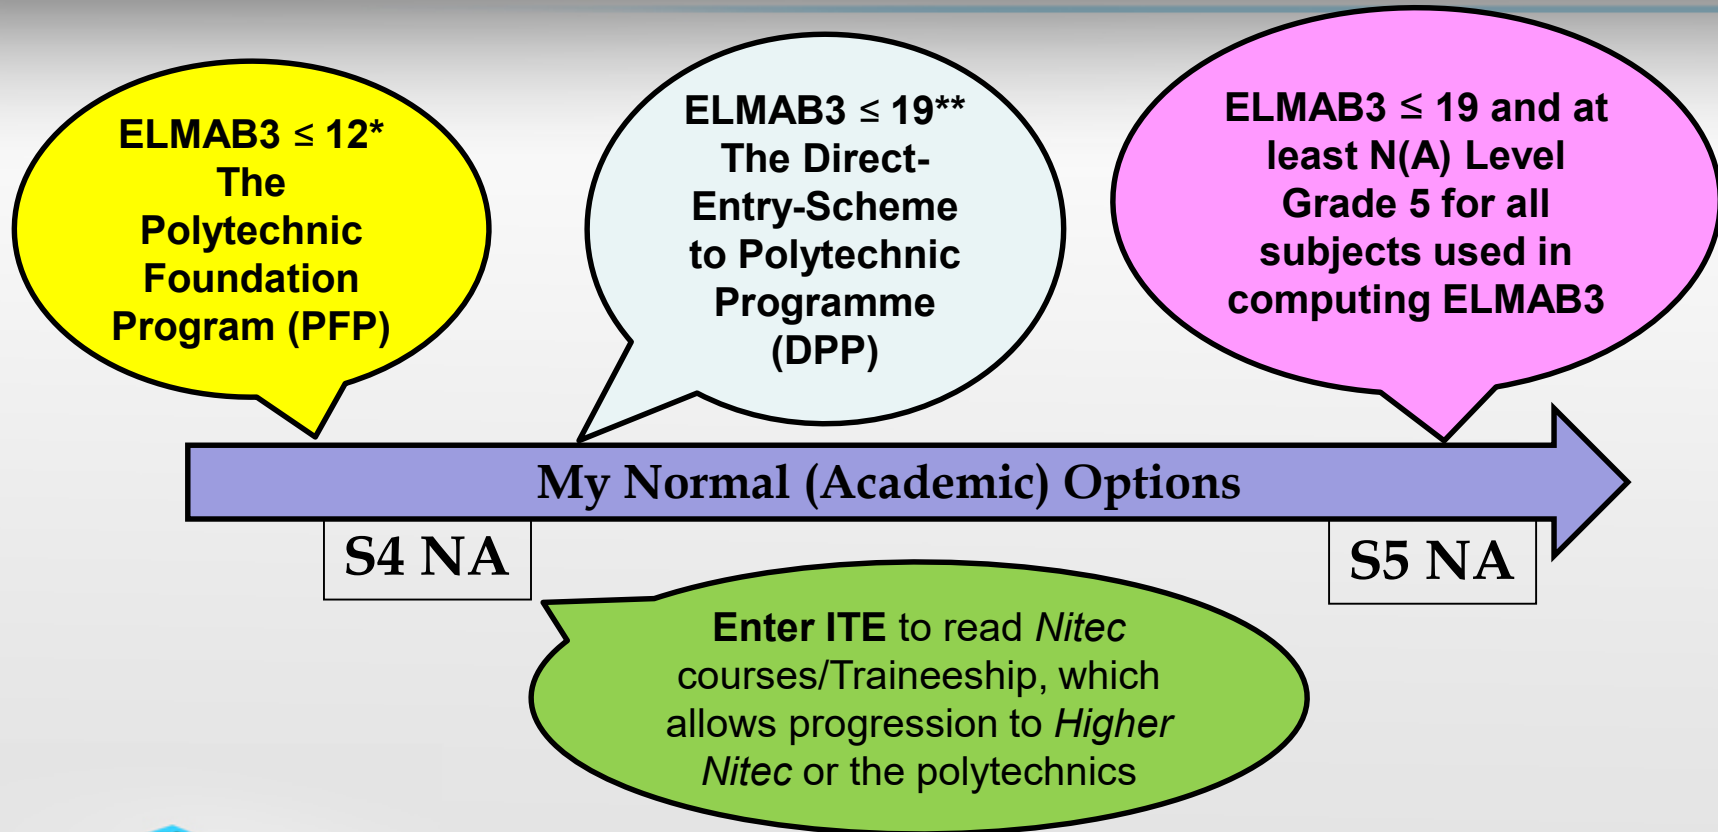 ELMAB3 ≤ 12*
The
Polytechnic
Foundation
Program (PFP)
ELMAB3 ≤ 19**
The Direct-
Entry-Scheme
to Polytechnic
Programme
(DPP)
ELMAB3 ≤ 19 and at
least N(A) Level
Grade 5 for all
subjects used in
computing ELMAB3
My Normal (Academic) Options
S4 NA
S5 NA
Enter ITE to read Nitec
courses/Traineeship, which
allows progression to Higher
Nitec or the polytechnics